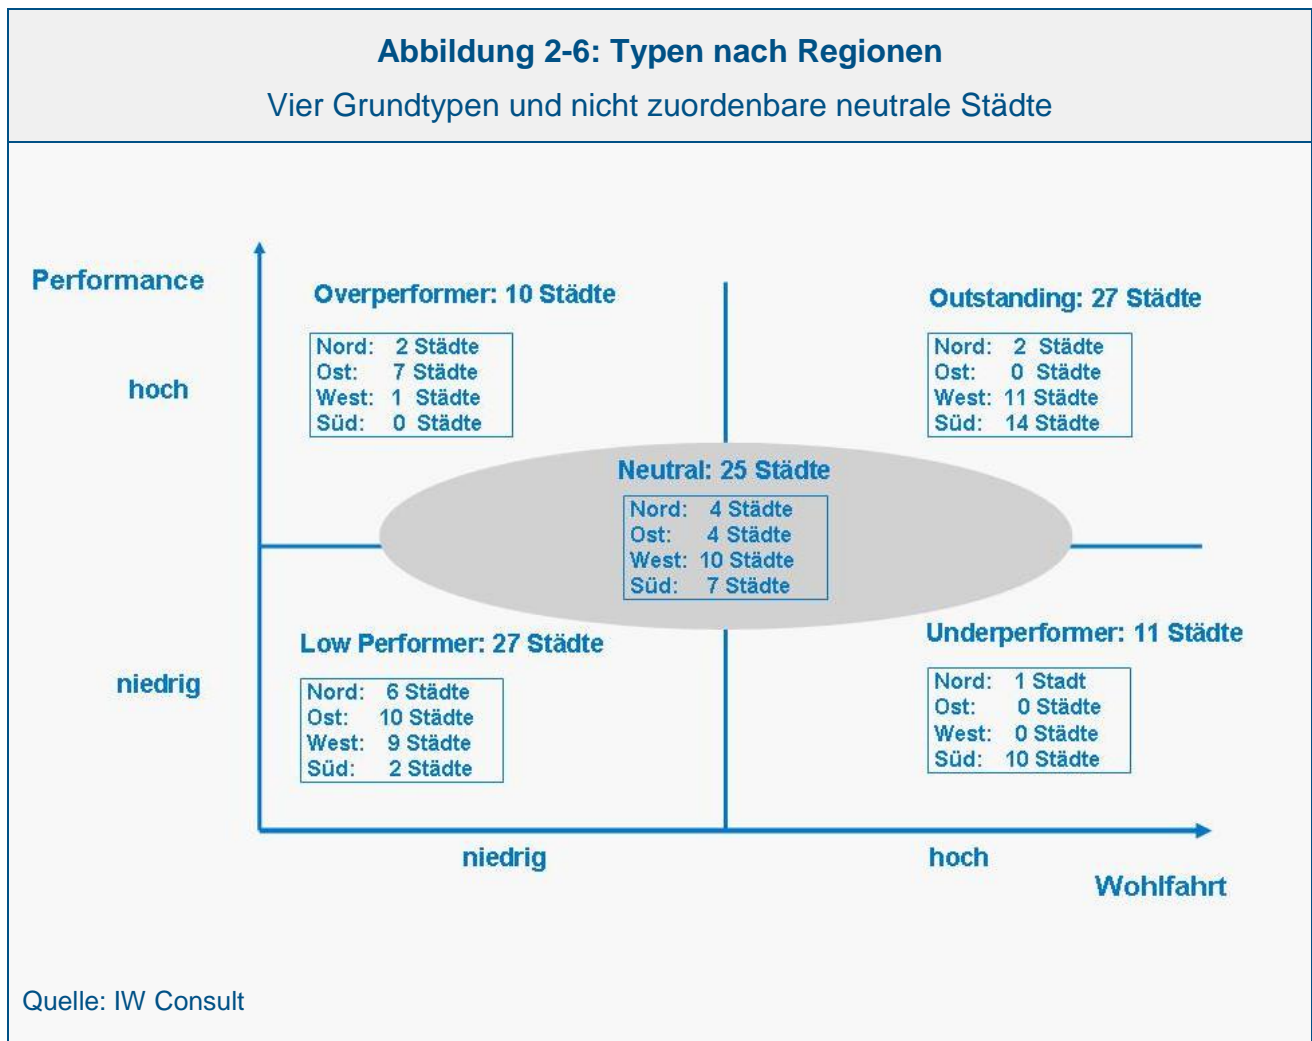 Abbildung 2-6: Typen nach Regionen
Vier Grundtypen und nicht zuordenbare neutrale Städte
Performance
hoch
niedrig
Overperformer: 10 Städte
Nord: 2 Städte
Ost: 7 Städte
West: 1 Städte
Süd: 0 Städte
Outstanding: 27 Städte
Nord: 2 Städte
Ost: 0 Städte
West: 11 Städte
Süd: 14 Städte
Neutral: 25 Städte
Nord: 4 Städte
Ost: 4 Städte
West: 10 Städte
Süd: 7 Städte
Low Performer: 27 Städte
Nord: 6 Städte
Ost: 10 Städte
West: 9 Städte
Süd: 2 Städte
Underperformer: 11 Städte
Nord: 1 Stadt
Ost: 0 Städte
West: 0 Städte
Süd: 10 Städte
niedrig
hoch
Wohlfahrt
Quelle: IW Consult